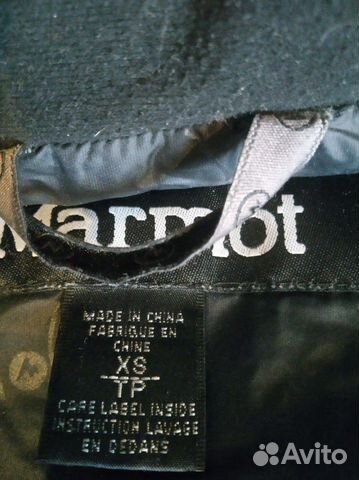 Marmot
MADE IN CHINA
FABRIQUE EN
CHINE
XS
TP
CARE LABEL INSIDE
INSTRUCTION LAVAGE
EN DEDANS
Avito